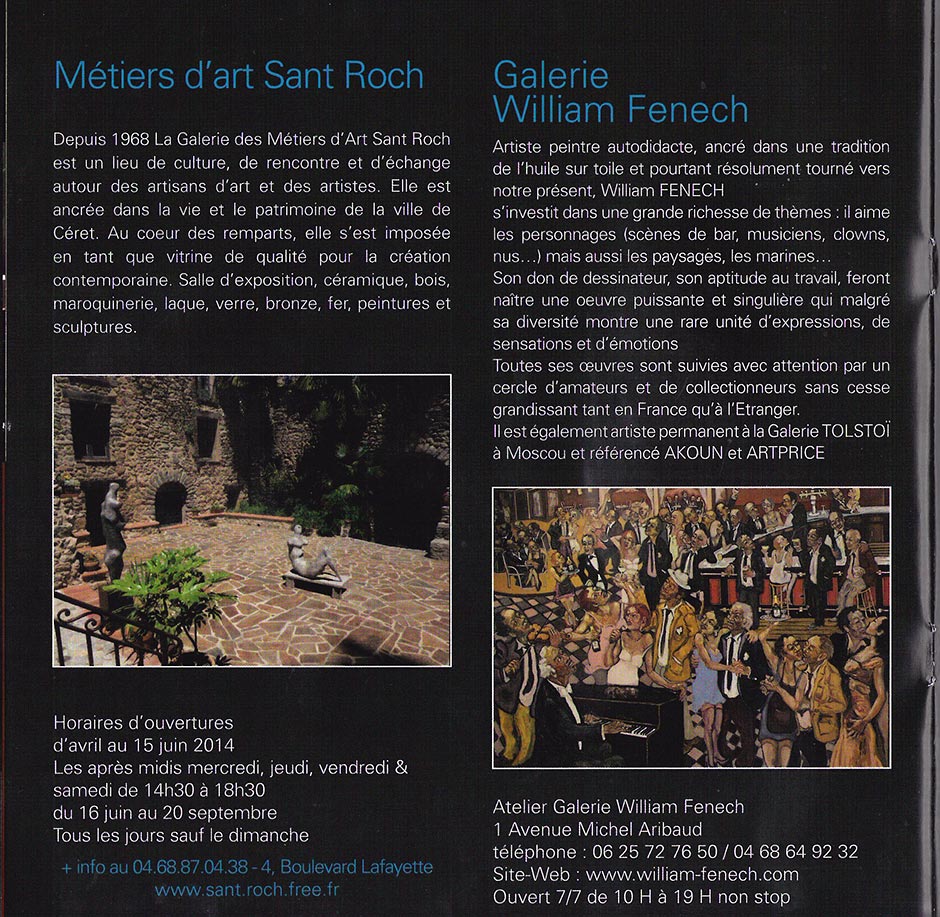 Métiers d'art Sant Roch
Depuis 1968 La Galerie des Métiers d'Art Sant Roch
est un lieu de culture, de rencontre et d'échange
autour des artisans d'art et des artistes. Elle est
ancrée dans la vie et le patrimoine de la ville de
Céret. Au coeur des remparts, elle s'est imposée
en tant que vitrine de qualité pour la création
contemporaine. Salle d'exposition, céramique, bois,
maroquinerie, laque, verre, bronze, fer, peintures et
sculptures.
Horaires d'ouvertures
d'avril au 15 juin 2014
Les après midis mercredi, jeudi, vendredi &
samedi de 14h30 à 18h30
du 16 juin au 20 septembre
Tous les jours sauf le dimanche
+ info au 04.68.87.04.38 - 4, Boulevard Lafayette
www.sant.roch.free.fr
Galerie
William Fenech
Artiste peintre autodidacte, ancré dans une tradition
de l'huile sur toile et pourtant résolument tourné vers
notre présent, William FENECH
s'investit dans une grande richesse de thèmes : il aime
les personnages (scènes de bar, musiciens, clowns,
nus...) mais aussi les paysages, les marines...
Son don de dessinateur, son aptitude au travail, feront
naître une oeuvre puissante et singulière qui malgré
sa diversité montre une rare unité d'expressions, de
sensations et d'émotions
Toutes ses œuvres sont suivies avec attention par un
cercle d'amateurs et de collectionneurs sans cesse
grandissant tant en France qu'à l'Etranger.
Il est également artiste permanent à la Galerie TOLSTOÏ
à Moscou et référencé AKOUN et ARTPRICE
Atelier Galerie William Fenech
1 Avenue Michel Aribaud
téléphone : 06 25 72 76 50 / 04 68 64 92 32
Site-Web : www.william-fenech.com
Ouvert 7/7 de 10 H à 19 H non stop